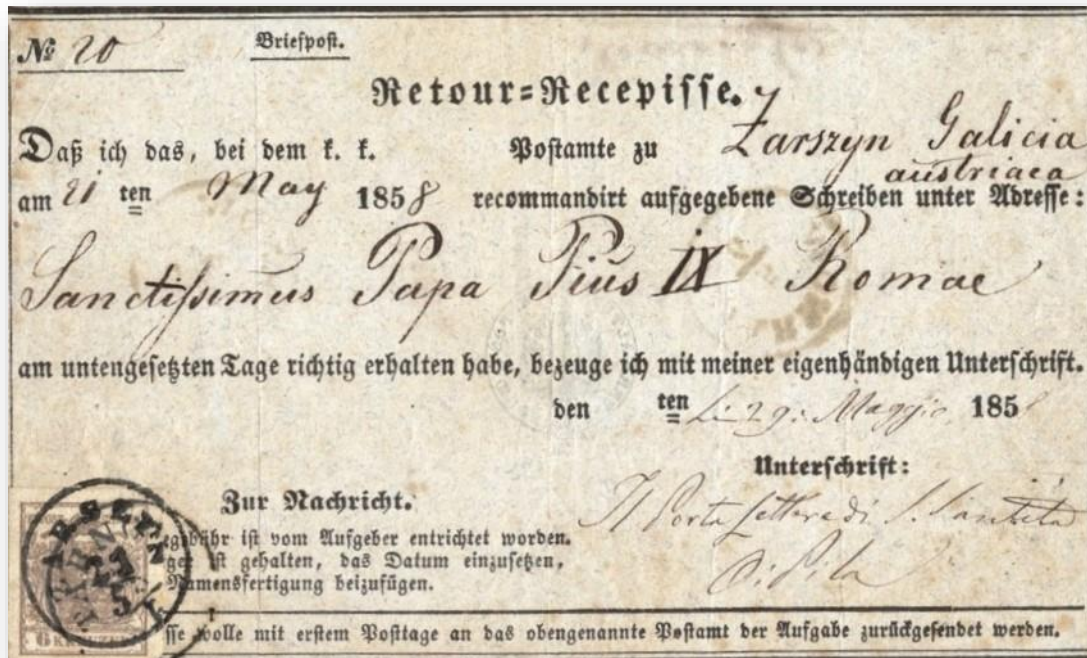 № 20 Briefpost.
Retour=Recepisse.
Daß ich das, bei dem k. k. Postamte zu Zarszyn Galicia
austriaca
am 21 ten May 1858 recommandirt aufgegebene Schreiben unter Adresse:
Sanctissimus Papa Pius IX Romae
am untengesetzten Tage richtig erhalten habe, bezeuge ich mit meiner eigenhändigen Unterschrift.
den ten Li 29. Maggio 185
Unterschrift:
Zur Nachricht.
Il Porta Lettere di S. Santità
egebühr ist vom Aufgeber entrichtet worden.
ger ist gehalten, das Datum einzusetzen,
Namensfertigung beizufügen.
6 KREUZER
sse wolle mit erstem Posttage an das obengenannte Postamt der Aufgabe zurückgesendet werden.